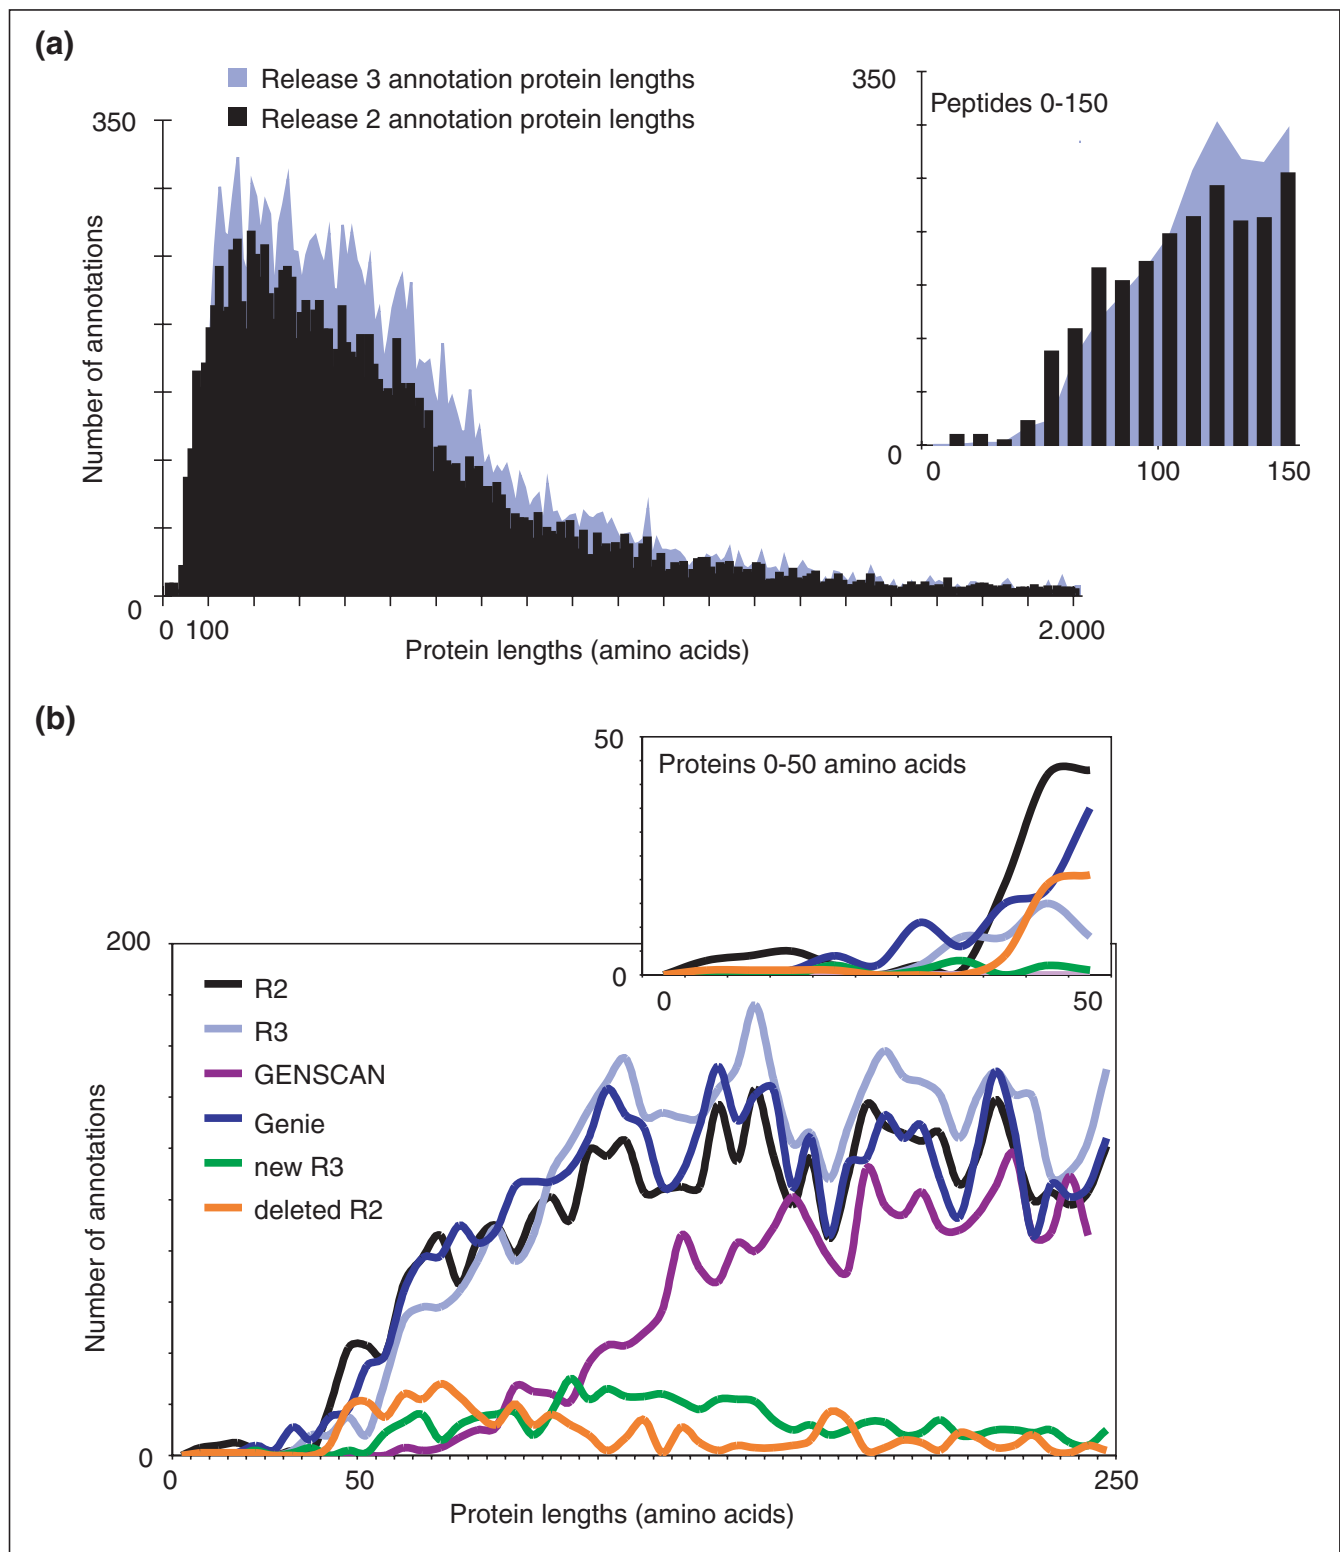 (a)
Release 3 annotation protein lengths
Release 2 annotation protein lengths
350
Number of annotations
0
0 100
2.000
Protein lengths (amino acids)
350
Peptides 0-150
0
0
100
150
(b)
50
Proteins 0-50 amino acids
0
0
50
200
R2
R3
GENSCAN
Genie
new R3
deleted R2
Number of annotations
0
0
50
250
Protein lengths (amino acids)